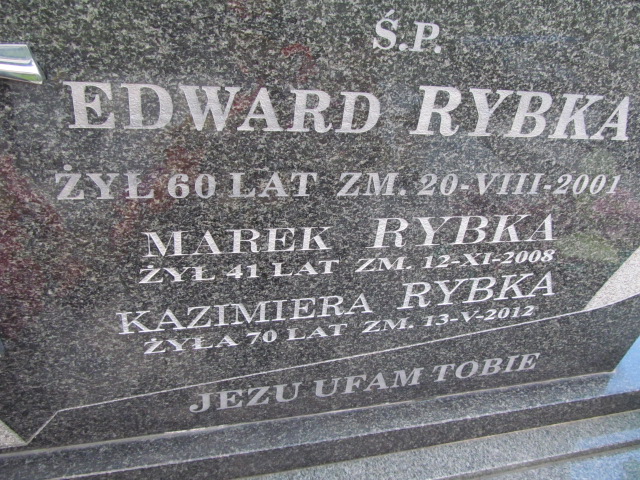 Ś.P.
EDWARD RYBKA
ŻYŁ 60 LAT ZM. 20-VIII-2001
MAREK RYBKA
ŻYŁ 41 LAT ZM. 12-XI-2008
KAZIMIERA RYBKA
ŻYŁA 70 LAT ZM. 13-V-2012
JEZU UFAM TOBIE